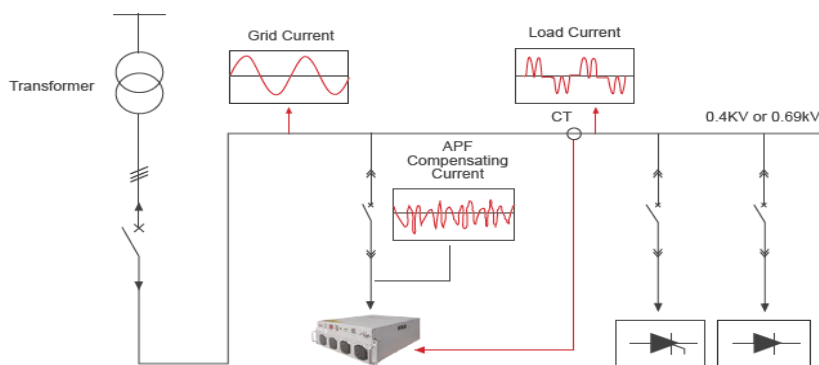 Grid Current
Load Current
Transformer
CT
0.4KV or 0.69kV
APF
Compensating
Current